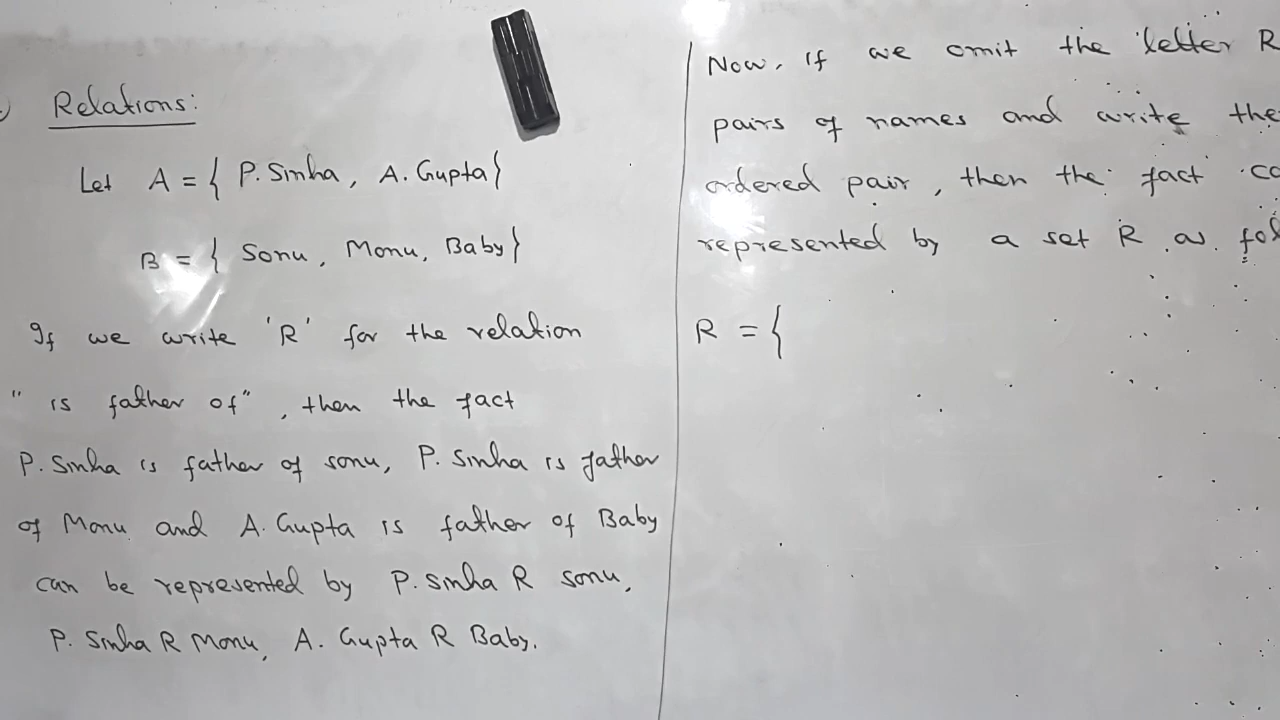 Relations:
Let A = { P. Sinha, A. Gupta}
B = { Sonu, Monu, Baby}
If we write 'R' for the relation
"is father of", then the fact
P. Sinha is father of sonu, P. Sinha is father
of Monu and A. Gupta is father of Baby
can be represented by P. Sinha R sonu,
P. Sinha R Monu, A. Gupta R Baby.
Now, if we omit the letter R
pairs of names and write the
ordered pair, then the fact
represented by a set R as
R = {